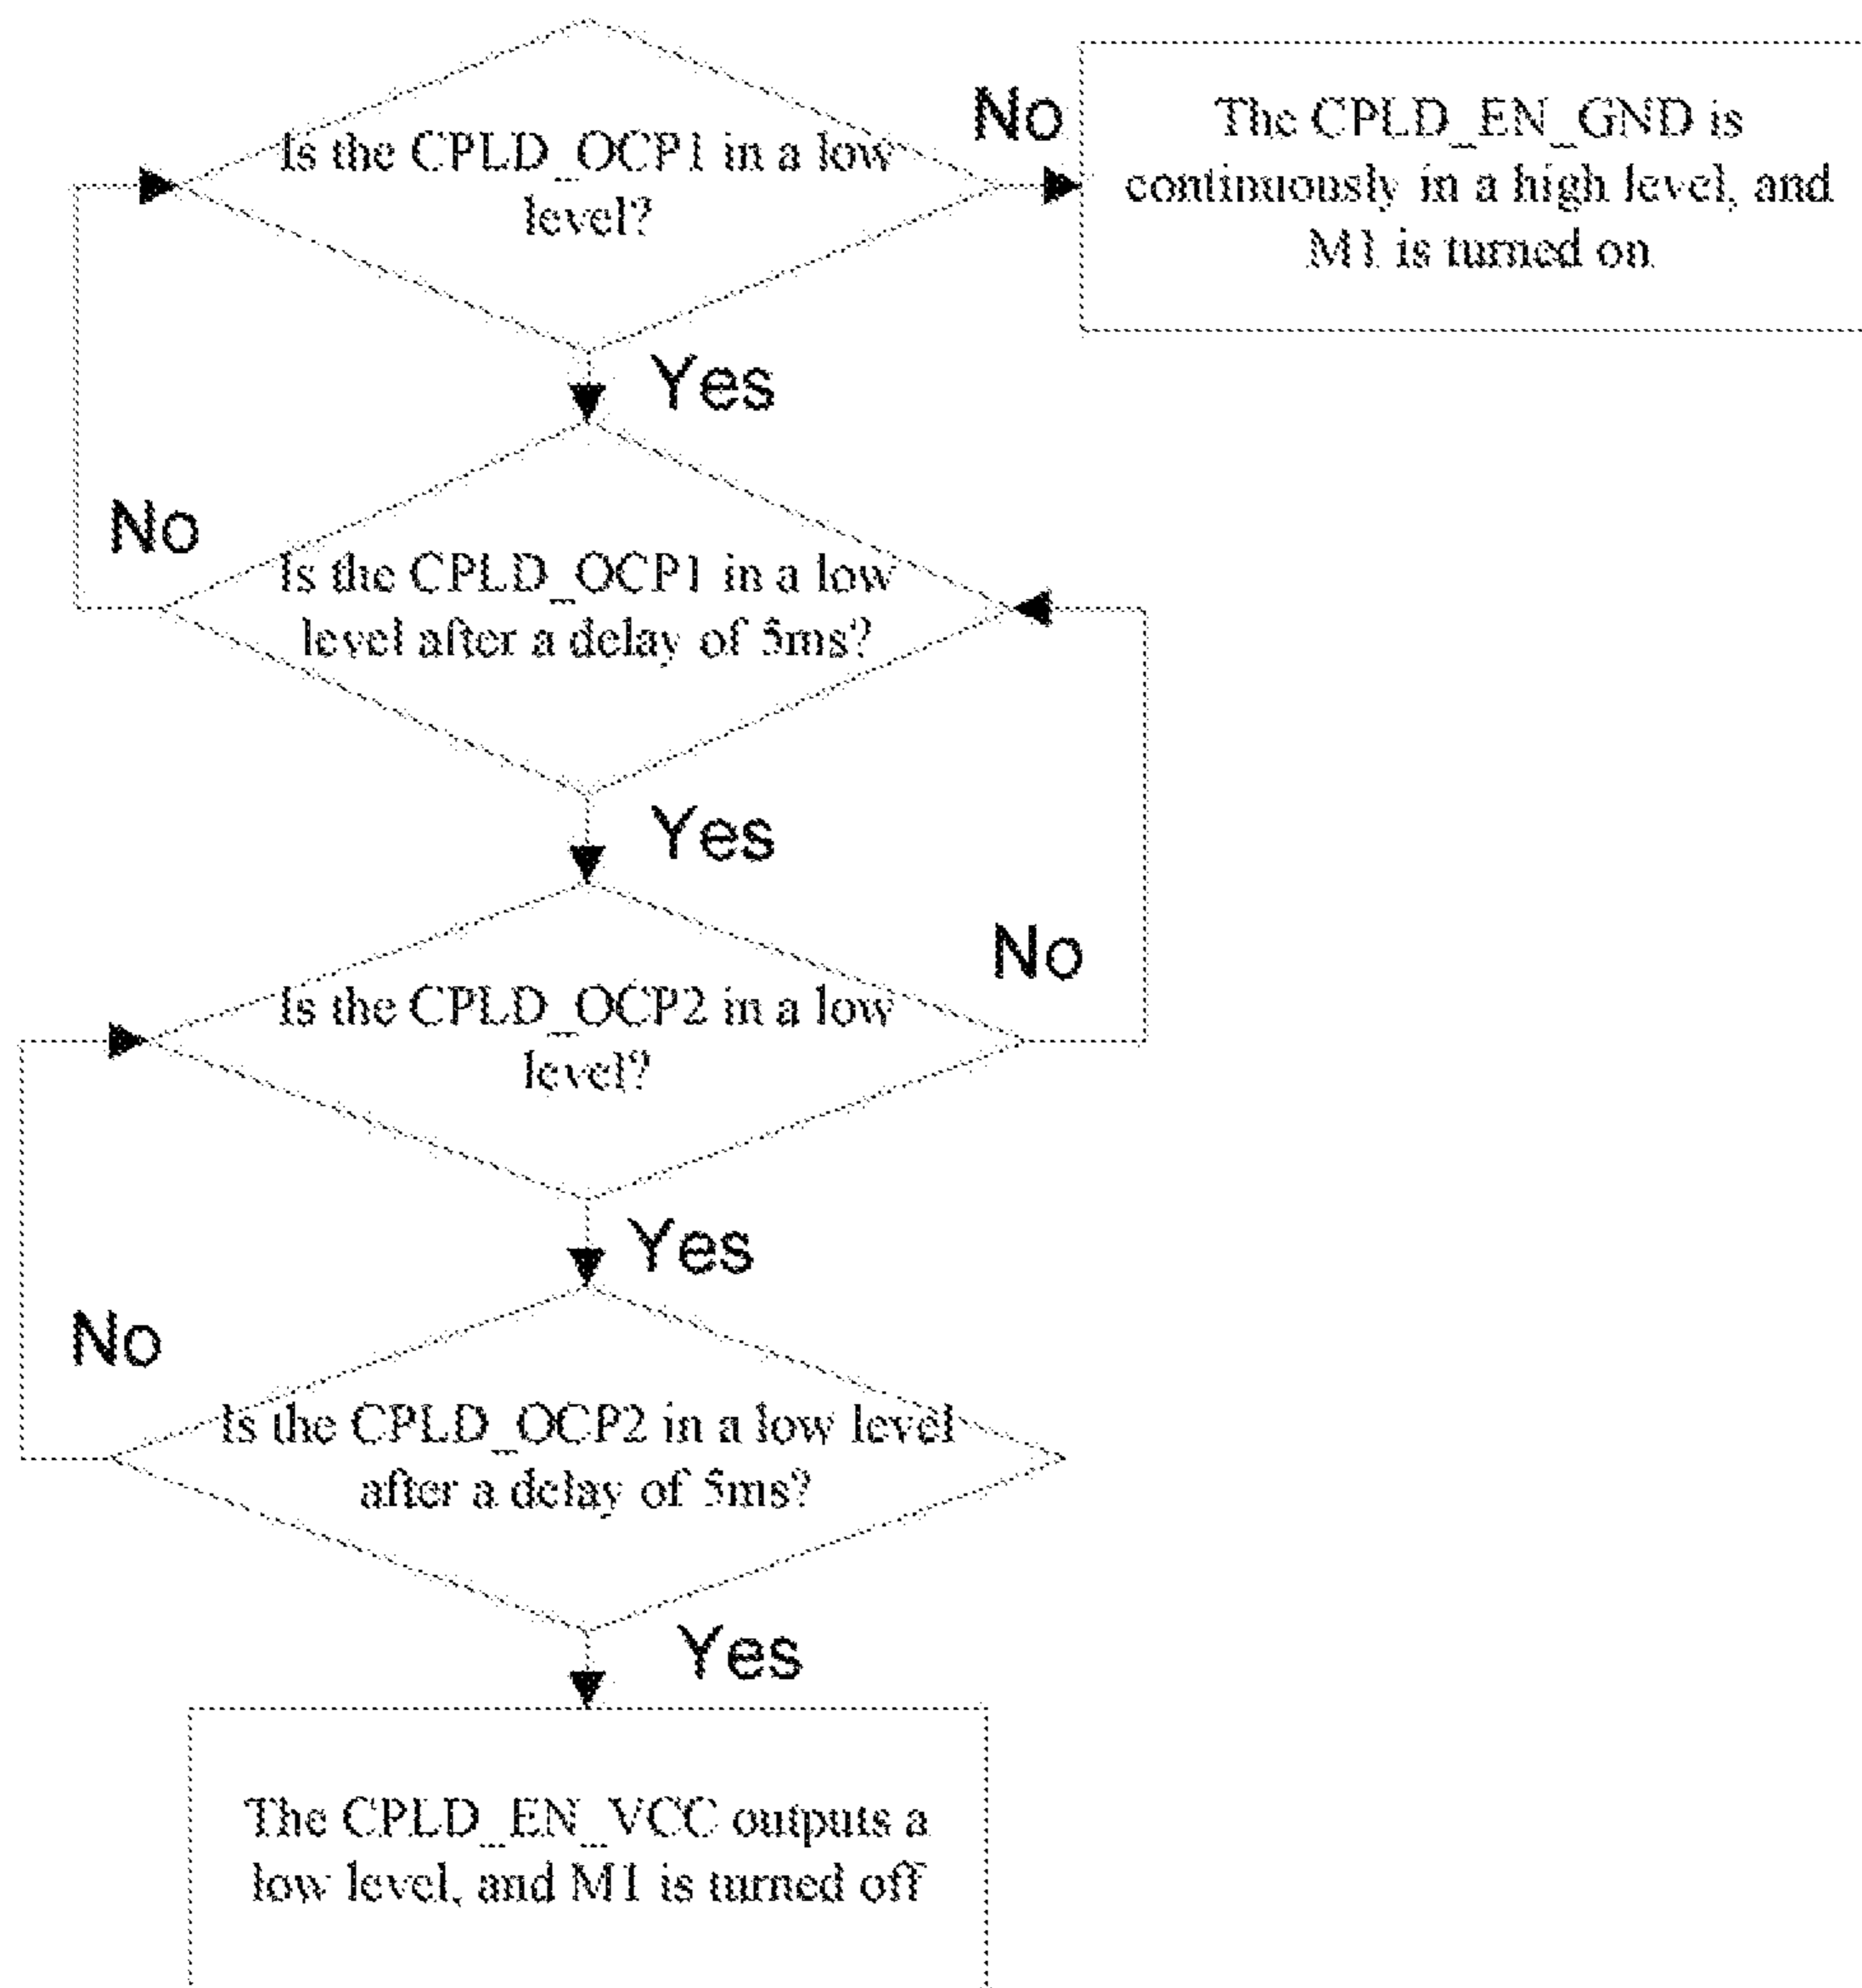 Is the CPLD_OCP1 in a low
level?
No
The CPLD_EN_GND is
continuously in a high level, and
M1 is turned on
Yes
No
Is the CPLD_OCP1 in a low
level after a delay of 5ms?
Yes
No
Is the CPLD_OCP2 in a low
level?
Yes
No
Is the CPLD_OCP2 in a low level
after a delay of 5ms?
Yes
The CPLD_EN_VCC outputs a
low level, and M1 is turned off